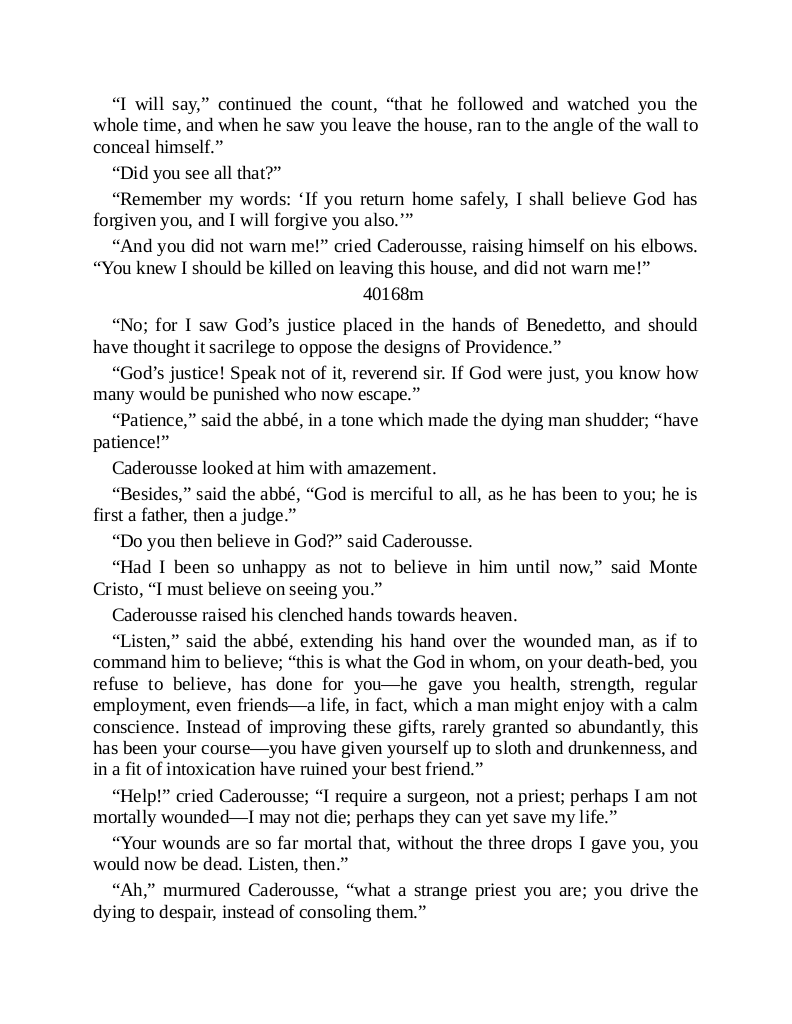 “I will say,” continued the count, “that he followed and watched you the
whole time, and when he saw you leave the house, ran to the angle of the wall to
conceal himself.”
“Did you see all that?”
“Remember my words: ‘If you return home safely, I shall believe God has
forgiven you, and I will forgive you also.’”
“And you did not warn me!” cried Caderousse, raising himself on his elbows.
“You knew I should be killed on leaving this house, and did not warn me!”
40168m
“No; for I saw God’s justice placed in the hands of Benedetto, and should
have thought it sacrilege to oppose the designs of Providence.”
“God’s justice! Speak not of it, reverend sir. If God were just, you know how
many would be punished who now escape.”
“Patience,” said the abbé, in a tone which made the dying man shudder; “have
patience!”
Caderousse looked at him with amazement.
“Besides,” said the abbé, “God is merciful to all, as he has been to you; he is
first a father, then a judge.”
“Do you then believe in God?” said Caderousse.
“Had I been so unhappy as not to believe in him until now,” said Monte
Cristo, “I must believe on seeing you.”
Caderousse raised his clenched hands towards heaven.
“Listen,” said the abbé, extending his hand over the wounded man, as if to
command him to believe; “this is what the God in whom, on your death-bed, you
refuse to believe, has done for you—he gave you health, strength, regular
employment, even friends—a life, in fact, which a man might enjoy with a calm
conscience. Instead of improving these gifts, rarely granted so abundantly, this
has been your course—you have given yourself up to sloth and drunkenness, and
in a fit of intoxication have ruined your best friend.”
“Help!” cried Caderousse; “I require a surgeon, not a priest; perhaps I am not
mortally wounded—I may not die; perhaps they can yet save my life.”
“Your wounds are so far mortal that, without the three drops I gave you, you
would now be dead. Listen, then.”
“Ah,” murmured Caderousse, “what a strange priest you are; you drive the
dying to despair, instead of consoling them.”